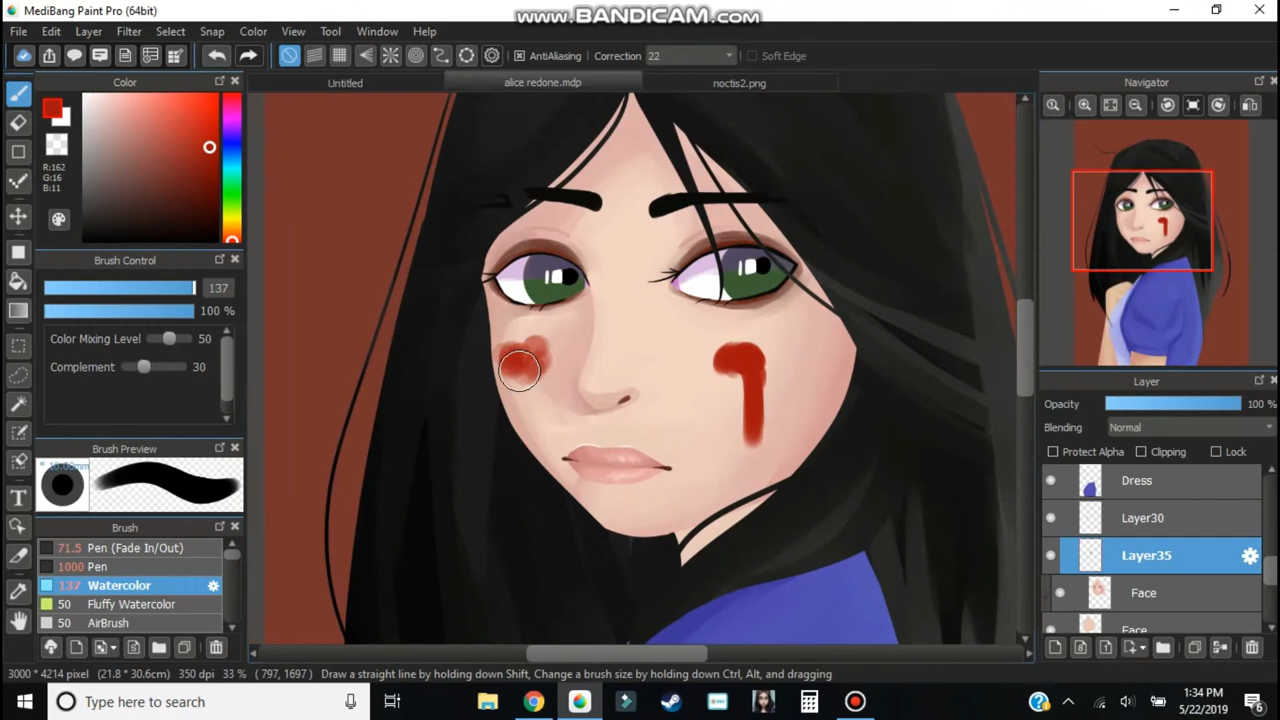 MediBang Paint Pro (64bit)
www.BANDICAM.com
File Edit Layer Filter Select Snap Color View Tool Window Help
AntiAliasing Correction 22 Soft Edge
Color
Untitled
alice redone.mdp
noctis2.png
Navigator
R:162
G:16
B:11
Brush Control
137
100 %
Color Mixing Level 50
Complement 30
Brush Preview
* 10.00mm
Brush
71.5 Pen (Fade In/Out)
1000 Pen
137 Watercolor
50 Fluffy Watercolor
50 AirBrush
Layer
Opacity 100 %
Blending Normal
Protect Alpha Clipping Lock
Dress
Layer30
Layer35
Face
Face
3000 * 4214 pixel (21.8 * 30.6cm) 350 dpi 33 % (797, 1697) Draw a straight line by holding down Shift, Change a brush size by holding down Ctrl, Alt, and dragging
Type here to search
1:34 PM
5/22/2019
6